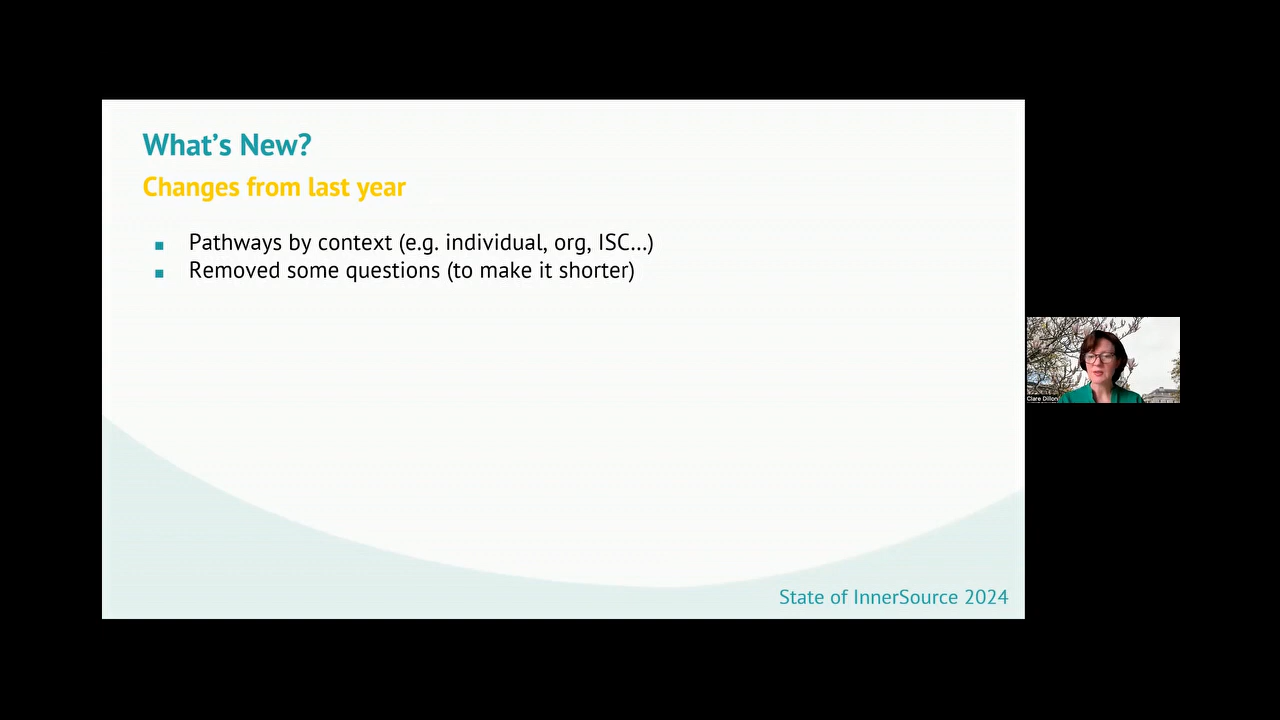 What's New?
Changes from last year
▪ Pathways by context (e.g. individual, org, ISC...)
▪ Removed some questions (to make it shorter)
Clare Dillon
State of InnerSource 2024